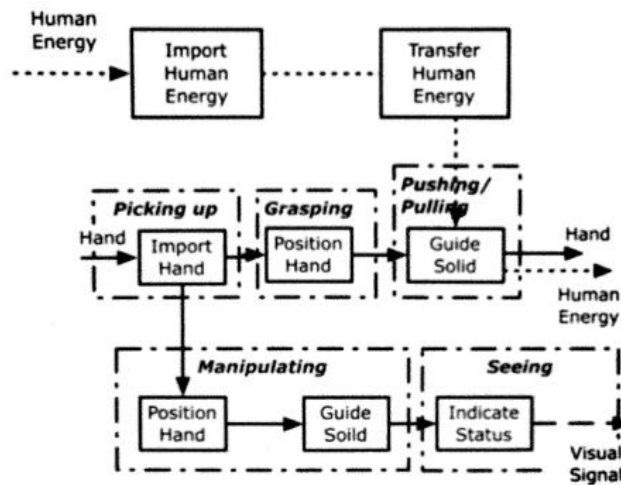 Human
Energy
Import
Human
Energy
Transfer
Human
Energy
Picking up
Grasping
Pushing/
Pulling
Hand
Import
Hand
Position
Hand
Guide
Solid
Hand
Human
Energy
Manipulating
Seeing
Position
Hand
Guide
Soild
Indicate
Status
Visual
Signal